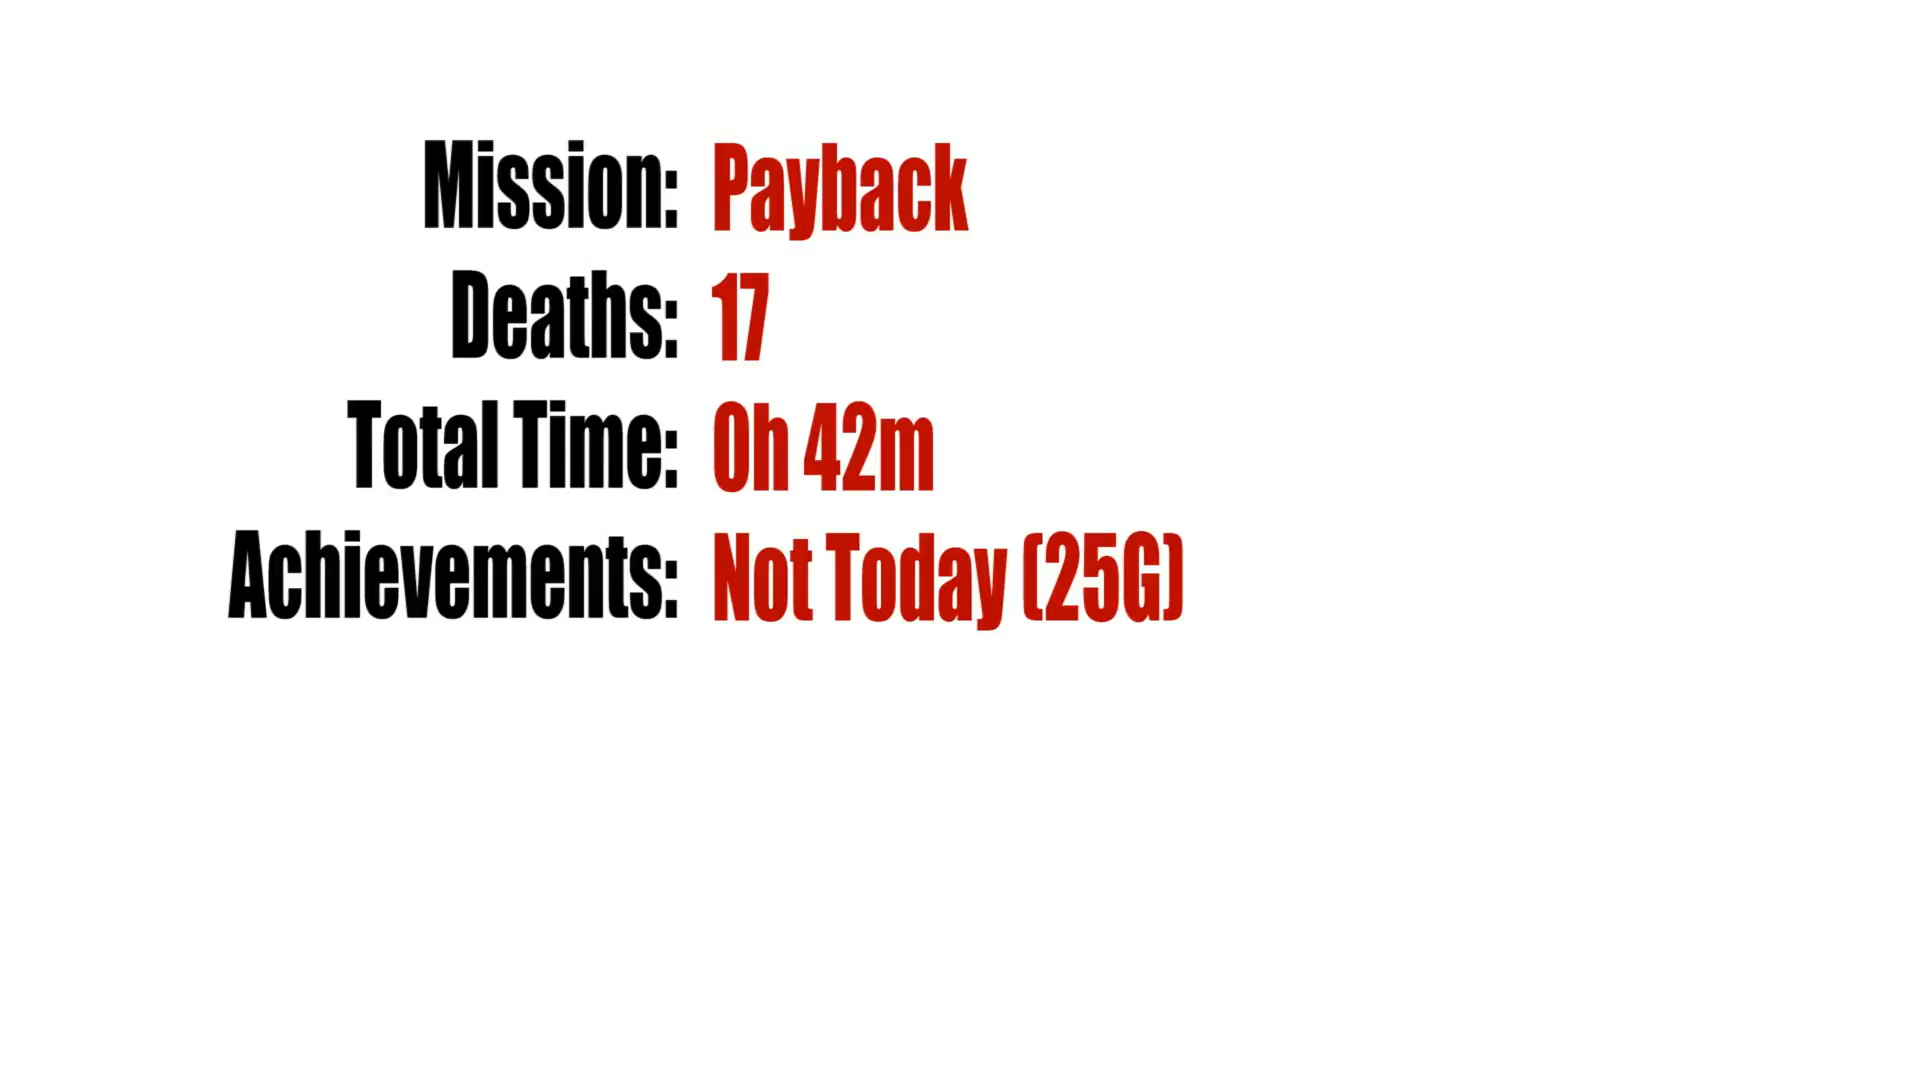 Mission: Payback
Deaths: 17
Total Time: 0h 42m
Achievements: Not Today (25G)